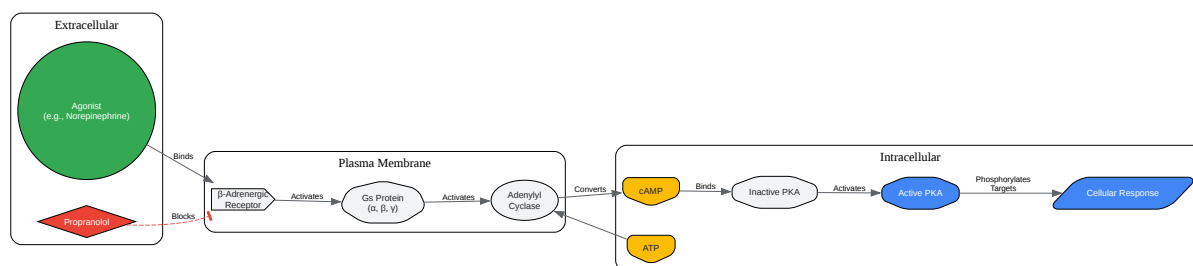 Extracellular
Agonist
(e.g., Norepinephrine)
Binds
Propranolol
Blocks
Plasma Membrane
β-Adrenergic
Receptor
Activates
Gs Protein
(α, β, γ)
Activates
Adenylyl
Cyclase
Converts
Intracellular
cAMP
Binds
Inactive PKA
Activates
Active PKA
Phosphorylates
Targets
Cellular Response
ATP